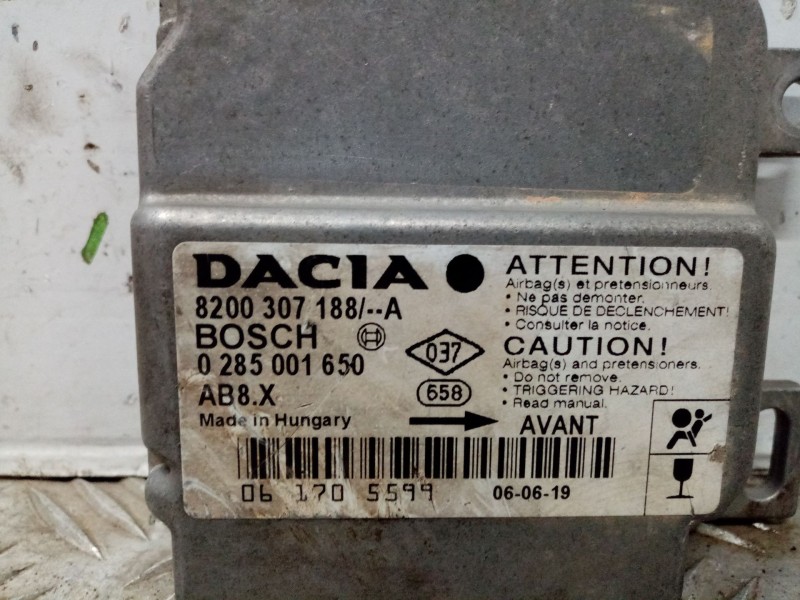 DACIA
8200 307 188/--A
BOSCH
0 285 001 650
AB8.X
Made in Hungary
037
658
AVANT
ATTENTION!
Airbag(s) et pretensionneurs.
• Ne pas demonter.
• RISQUE DE DECLENCHEMENT!
• Consulter la notice.
CAUTION!
Airbag(s) and pretensioners.
• Do not remove.
• TRIGGERING HAZARD!
• Read manual.
06 170 5599
06-06-19